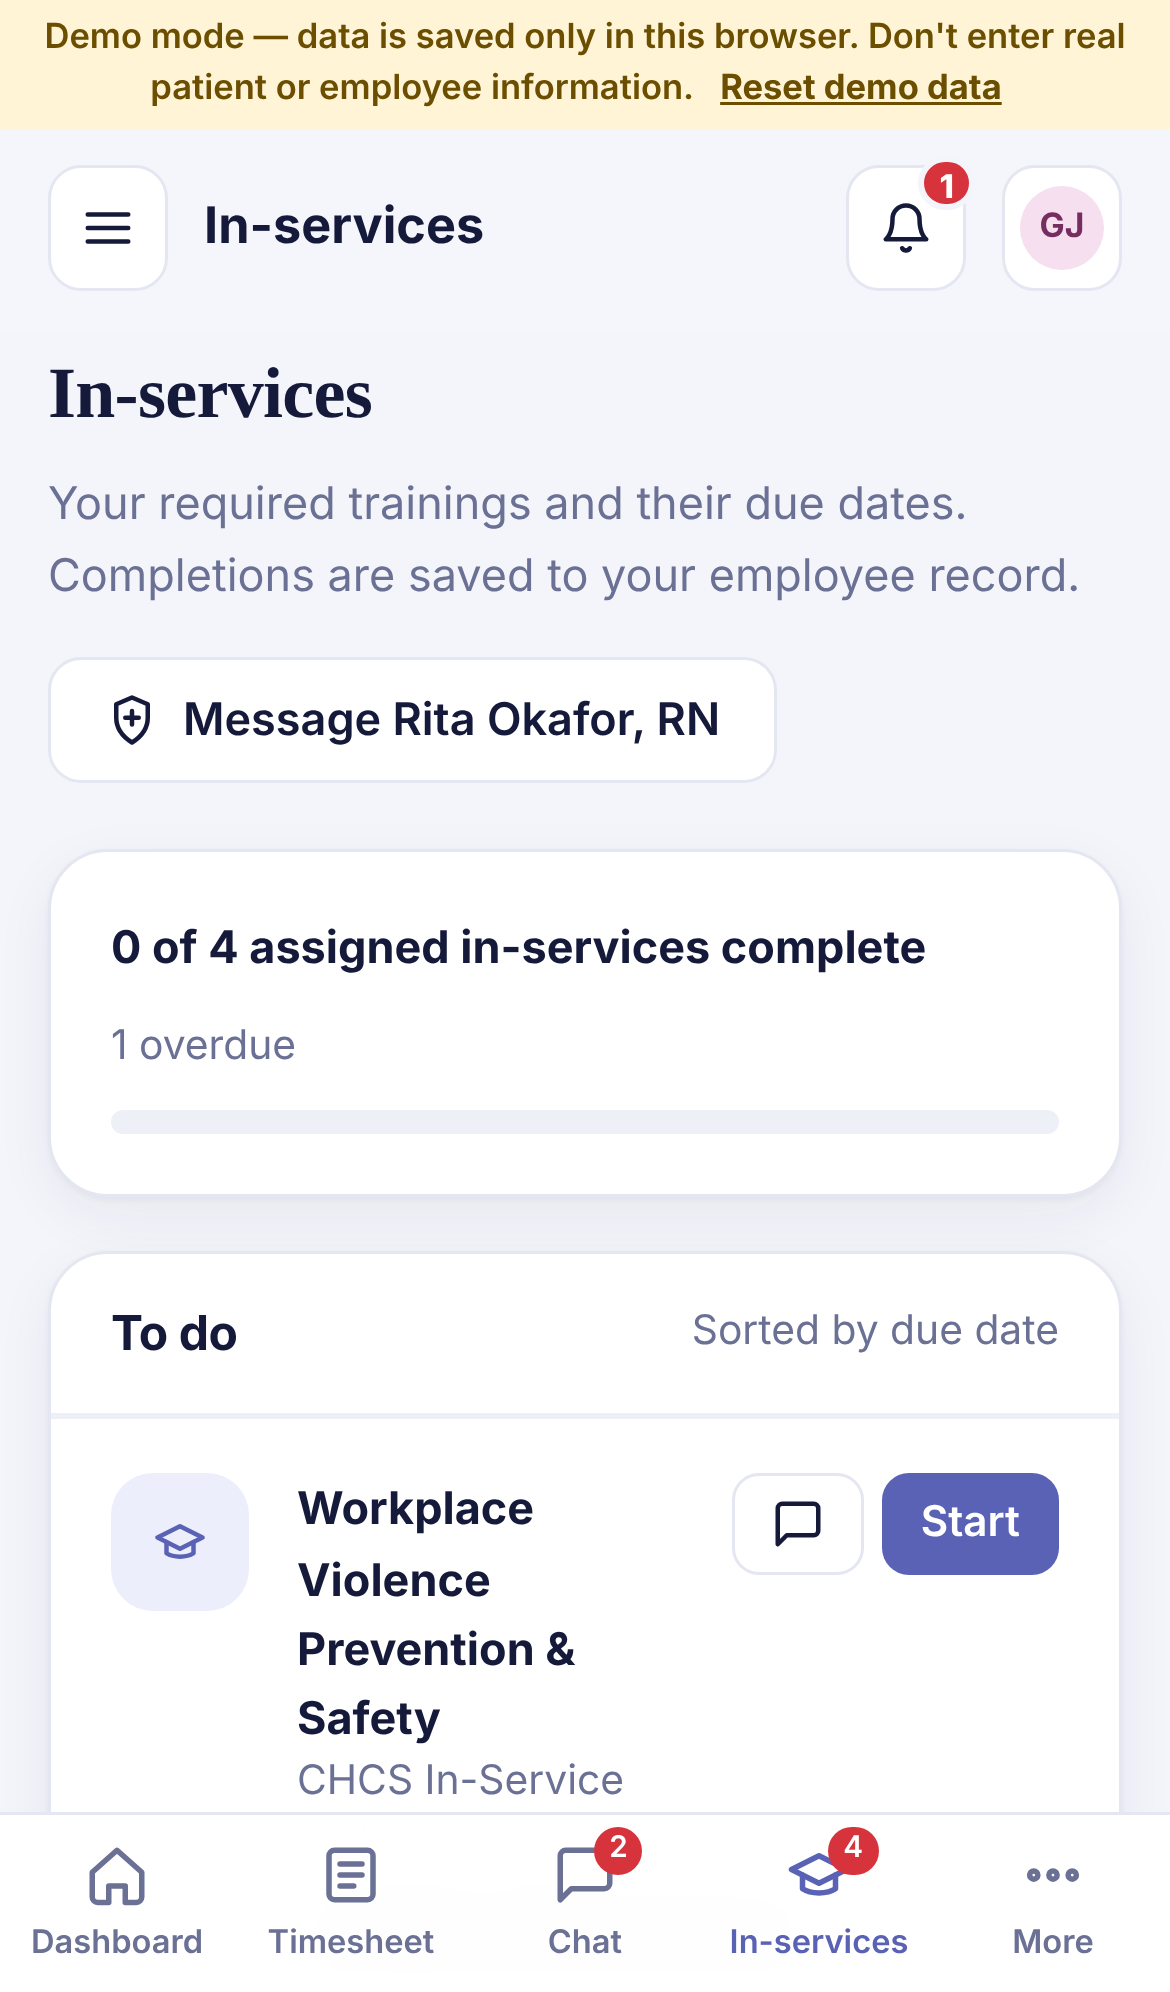 Demo mode — data is saved only in this browser. Don't enter real
patient or employee information. Reset demo data
In-services
1
GJ
In-services
Your required trainings and their due dates.
Completions are saved to your employee record.
Message Rita Okafor, RN
0 of 4 assigned in-services complete
1 overdue
To do
Sorted by due date
Workplace
Violence
Prevention &
Safety
CHCS In-Service
Start
2
4
Dashboard
Timesheet
Chat
In-services
More